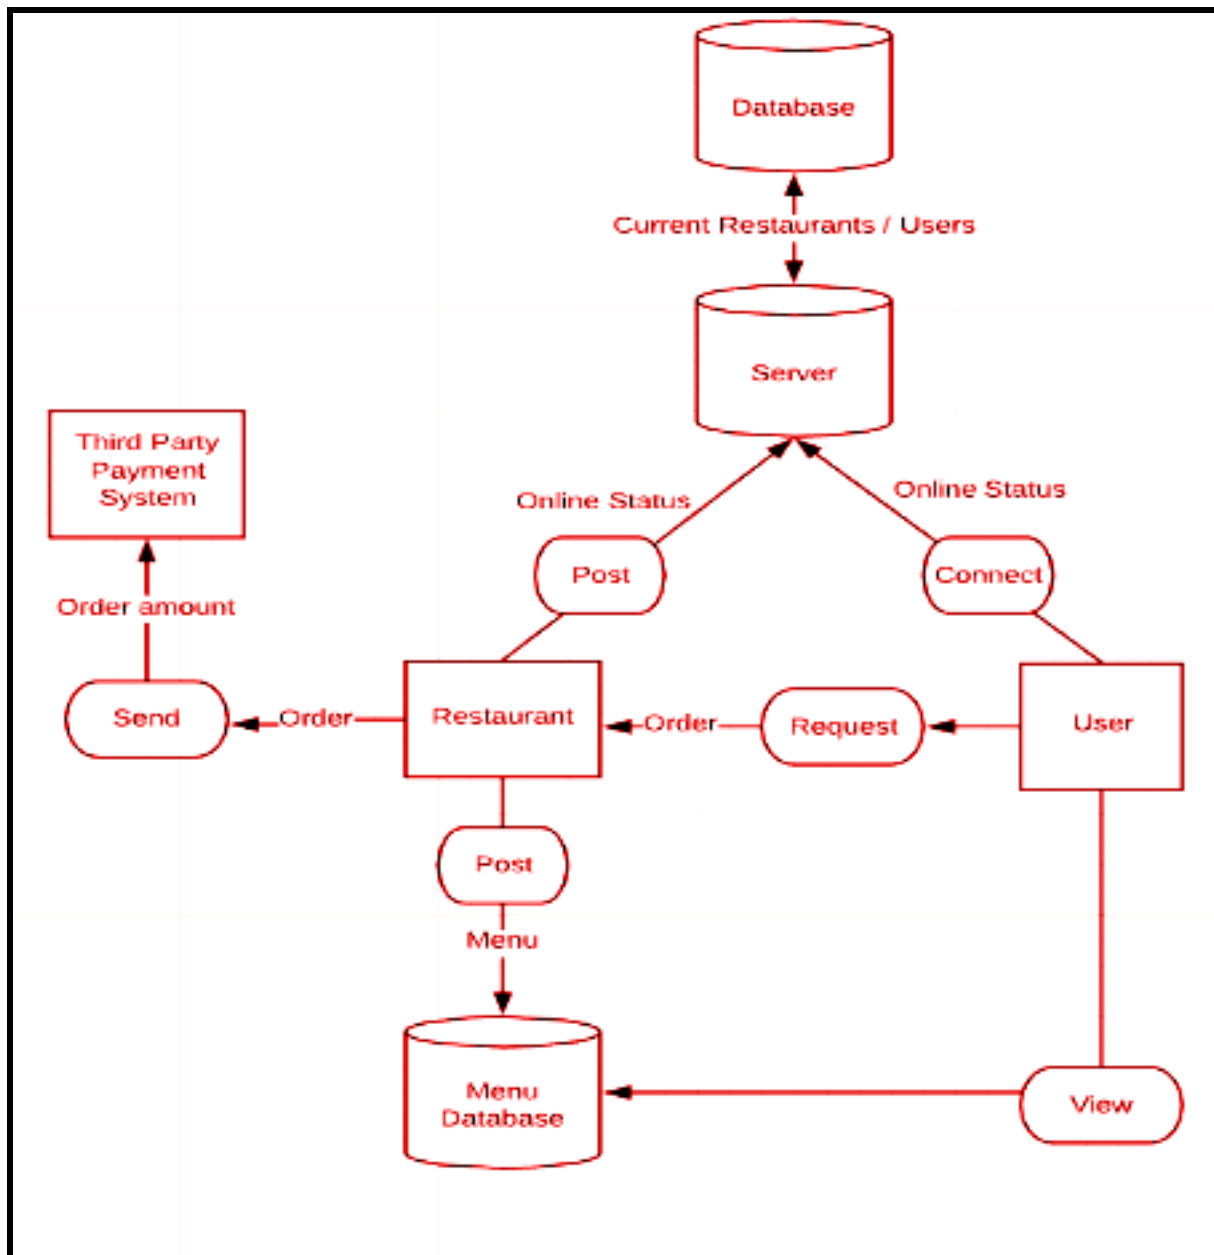 Database
Current Restaurants / Users
Server
Third Party
Payment
System
Online Status
Online Status
Post
Connect
Order amount
Send
Order
Restaurant
Order
Request
User
Post
Menu
Menu
Database
View